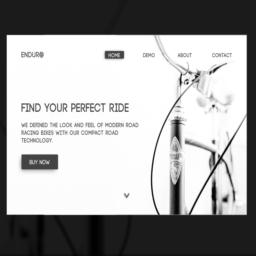 ENDURO
HOME DEMO ABOUT CONTACT
FIND YOUR PERFECT RIDE
WE DEFINED THE LOOK AND FEEL OF MODERN ROAD
RACING BIKES WITH OUR COMPACT ROAD
TECHNOLOGY.
BUY NOW